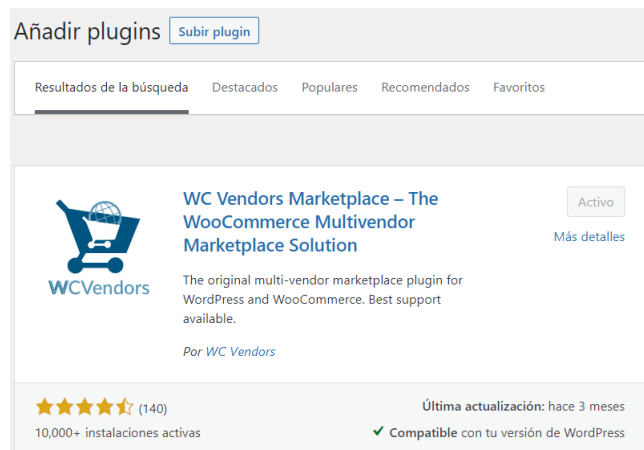 Añadir plugins Subir plugin
Resultados de la búsqueda Destacados Populares Recomendados Favoritos
WC Vendors Marketplace – The
WooCommerce Multivendor
Marketplace Solution
Activo
Más detalles
The original multi-vendor marketplace plugin for
WordPress and WooCommerce. Best support
available.
Por WC Vendors
WCVendors
(140)
10,000+ instalaciones activas
Última actualización: hace 3 meses
Compatible con tu versión de WordPress